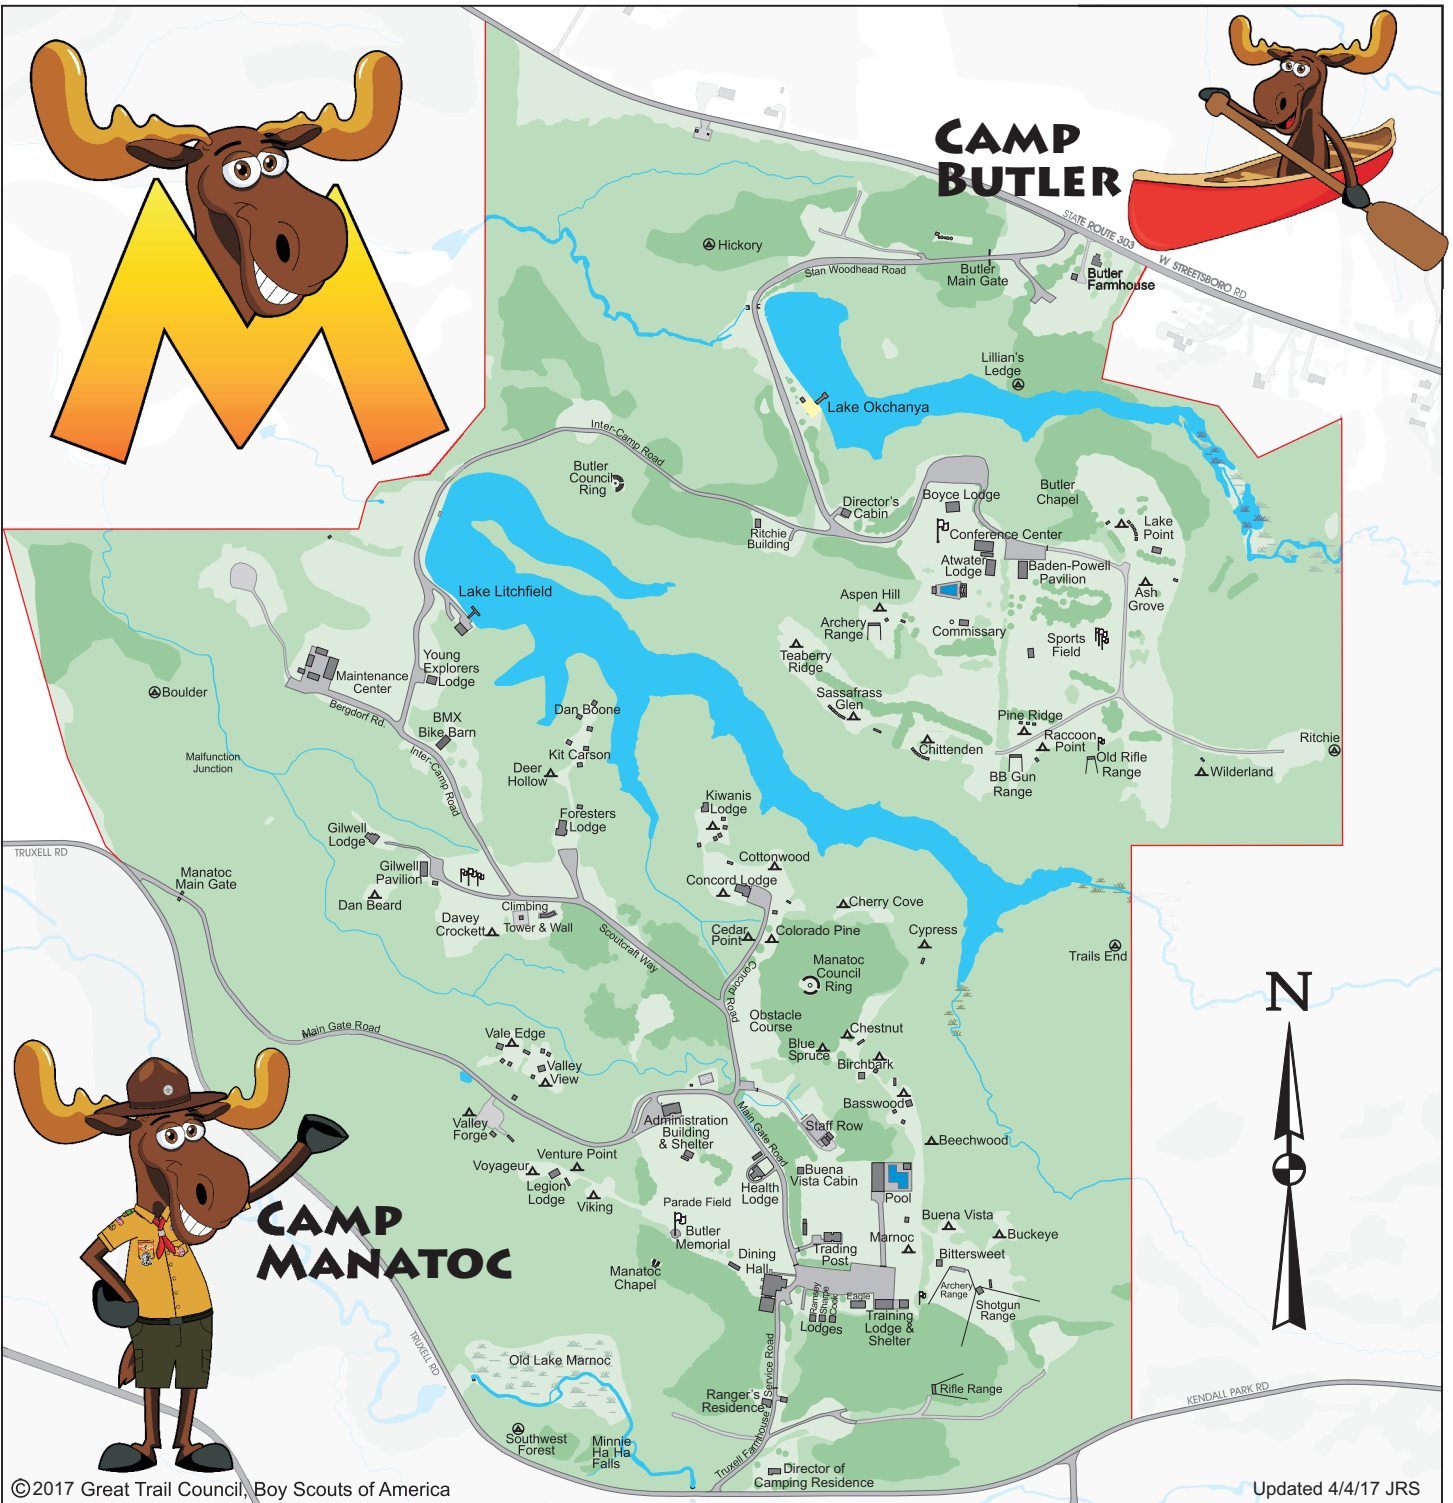 M
CAMP
BUTLER
STATE ROUTE 303
W STREETSBORO RD
Hickory
Stan Woodhead Road
Butler
Main Gate
Butler
Farmhouse
Lillian's
Ledge
Lake Okchanya
Inter-Camp Road
Butler
Council
Ring
Director's
Cabin
Boyce Lodge
Butler
Chapel
Ritchie
Building
Conference Center
Lake
Point
Atwater
Lodge
Baden-Powell
Pavilion
Ash
Grove
Lake Litchfield
Aspen Hill
Archery
Range
Commissary
Sports
Field
Teaberry
Ridge
Young
Explorers
Lodge
Maintenance
Center
Boulder
Bergdorf Rd.
BMX
Bike Barn
Inter-Camp Road
Dan Boone
Kit Carson
Deer
Hollow
Sassafrass
Glen
Chittenden
Pine Ridge
Raccoon
Point
Old Rifle
Range
BB Gun
Range
Ritchie
Wilderland
Malfunction
Junction
Kiwanis
Lodge
Foresters
Lodge
Gilwell
Lodge
TRUXELL RD
Manatoc
Main Gate
Gilwell
Pavilion
Dan Beard
Davey
Crockett
Climbing
Tower & Wall
Scoutcraft Way
Cottonwood
Concord Lodge
Cherry Cove
Cedar
Point
Colorado Pine
Cypress
Concord Road
Manatoc
Council
Ring
Trails End
N
Obstacle
Course
Chestnut
Blue
Spruce
Birchbark
Main Gate Road
Vale Edge
Valley
View
Valley
Forge
Administration
Building
& Shelter
Main Gate Road
Staff Row
Basswood
Beechwood
Venture Point
Voyageur
Legion
Lodge
Viking
Health
Lodge
Buena
Vista Cabin
Pool
Parade Field
Butler
Memorial
Buena Vista
Buckeye
Marnoc
Bittersweet
CAMP
MANATOC
Manatoc
Chapel
Dining
Hall
Trading
Post
Archery
Range
Shotgun
Range
Ramsey
Sharpe
Cook
Eagle
Lodges
Training
Lodge &
Shelter
TRUXELL RD
Old Lake Marnoc
Ranger's
Residence
Truxell Farmhouse Service Road
Rifle Range
KENDALL PARK RD
Southwest
Forest
Minnie
Ha Ha
Falls
Director of
Camping Residence
©2017 Great Trail Council, Boy Scouts of America
Updated 4/4/17 JRS